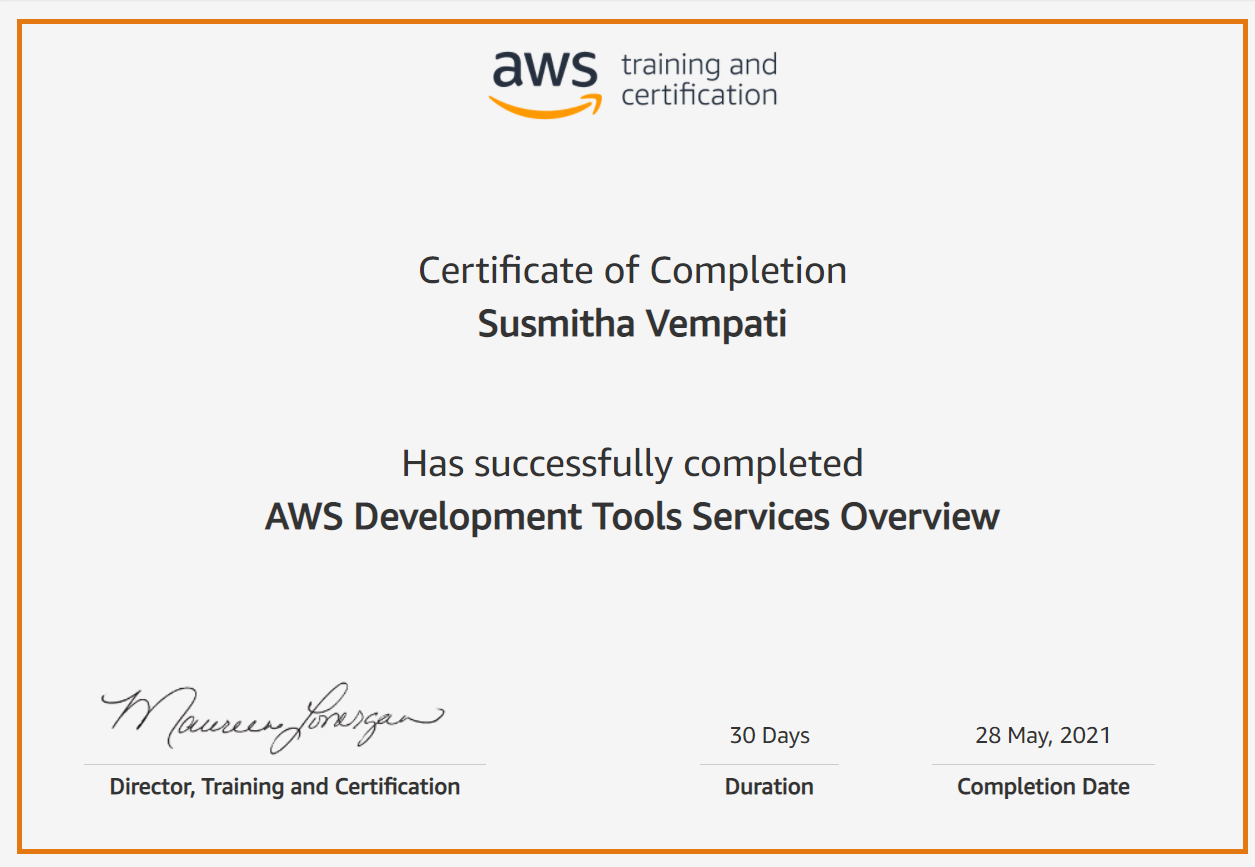 aws training and
certification
Certificate of Completion
Susmitha Vempati
Has successfully completed
AWS Development Tools Services Overview
Maureen Lonergan
30 Days
28 May, 2021
Director, Training and Certification
Duration
Completion Date